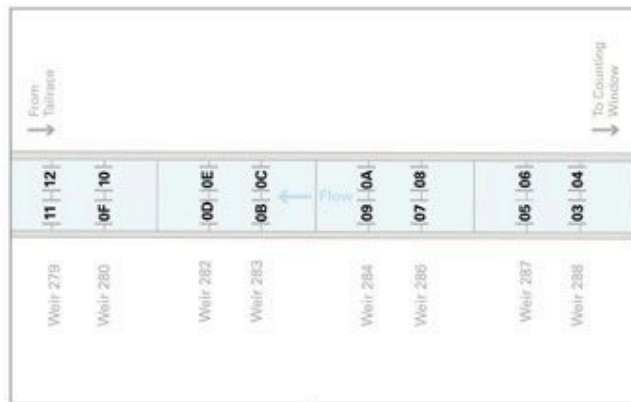 From
Tailrace
To Counting
Window
12 10 0E 0C 0A 08 06 04
Flow
11 0F 0D 0B 09 07 05 03
Weir 279
Weir 280
Weir 282
Weir 283
Weir 284
Weir 286
Weir 287
Weir 288